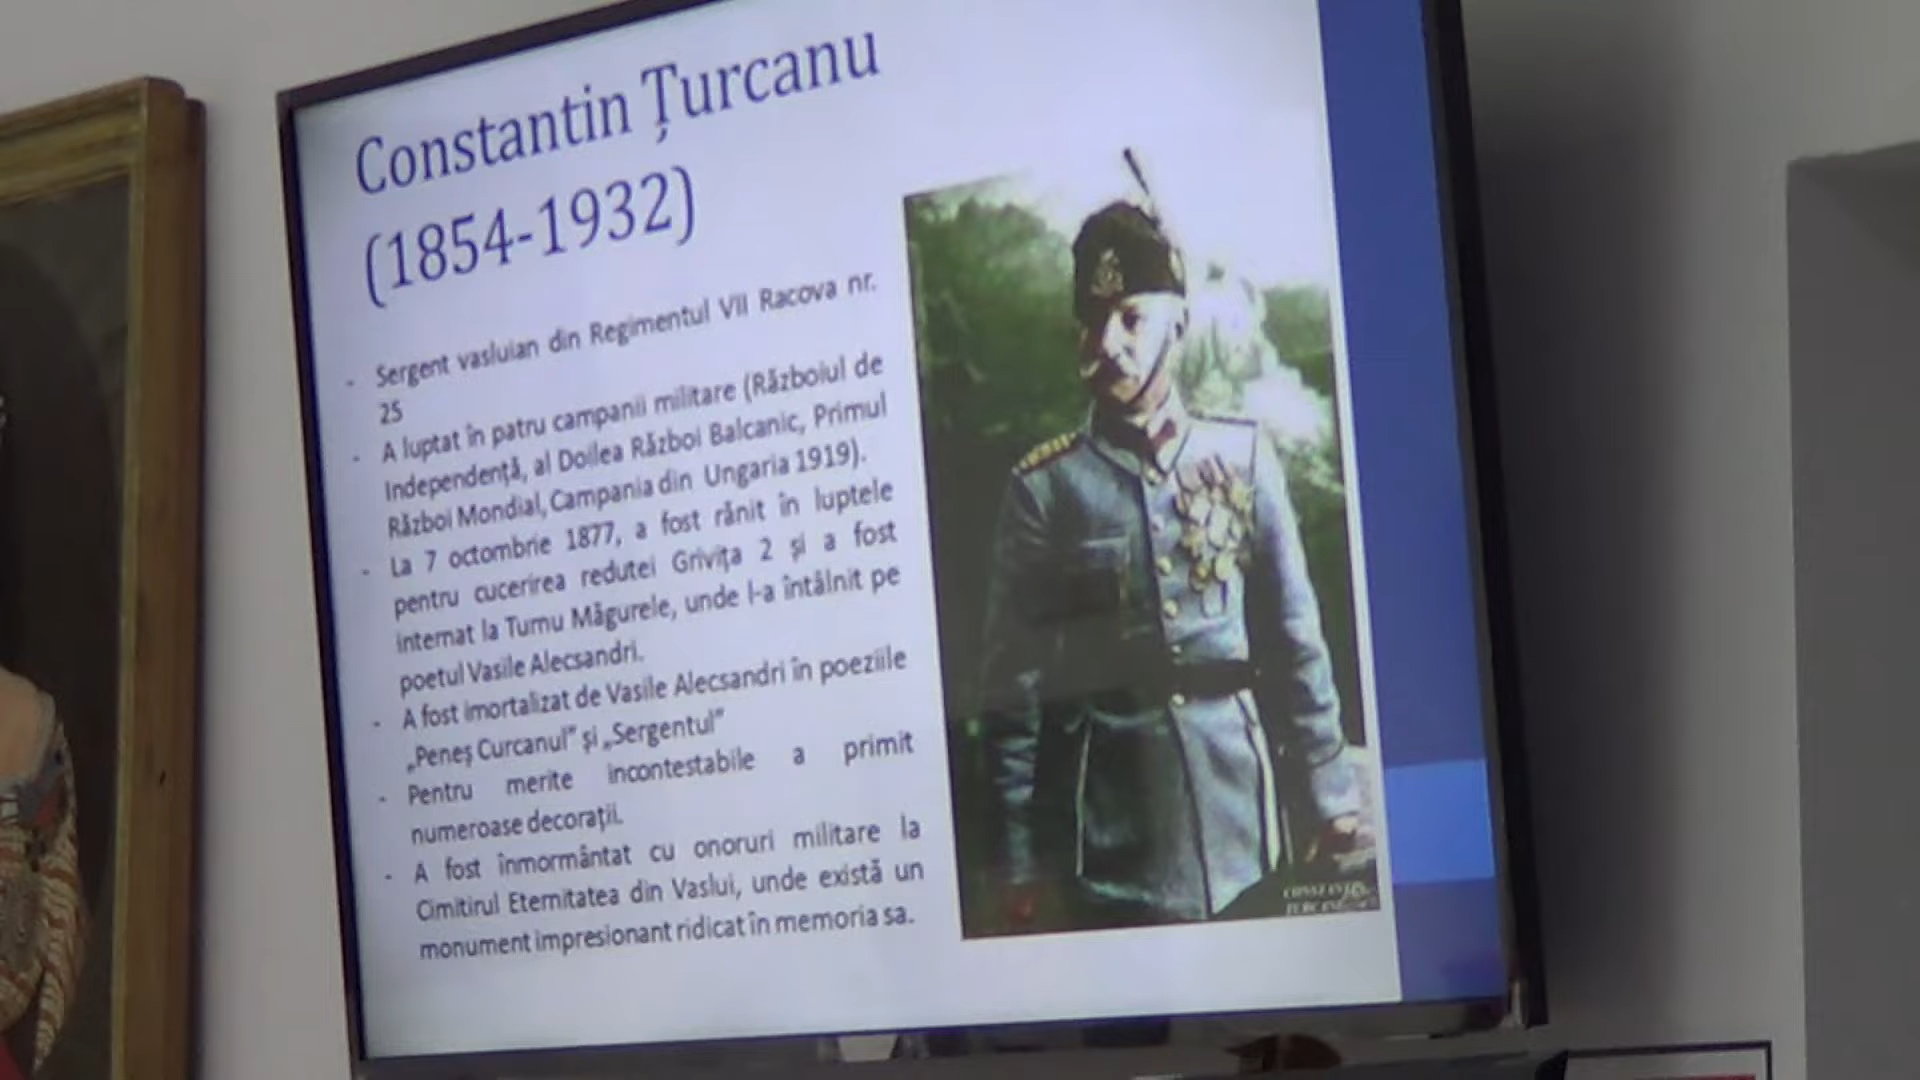 Constantin Țurcanu
(1854-1932)
- Sergent vasluian din Regimentul VII Racova nr.
25
- A luptat în patru campanii militare (Războiul de
Independență, al Doilea Război Balcanic, Primul
Război Mondial, Campania din Ungaria 1919).
- La 7 octombrie 1877, a fost rănit în luptele
pentru cucerirea redutei Grivița 2 și a fost
internat la Turnu Măgurele, unde l-a întâlnit pe
poetul Vasile Alecsandri.
- A fost imortalizat de Vasile Alecsandri în poeziile
„Peneș Curcanul” și „Sergentul”
- Pentru merite incontestabile a primit
numeroase decorații.
- A fost înmormântat cu onoruri militare la
Cimitirul Eternitatea din Vaslui, unde există un
monument impresionant ridicat în memoria sa.